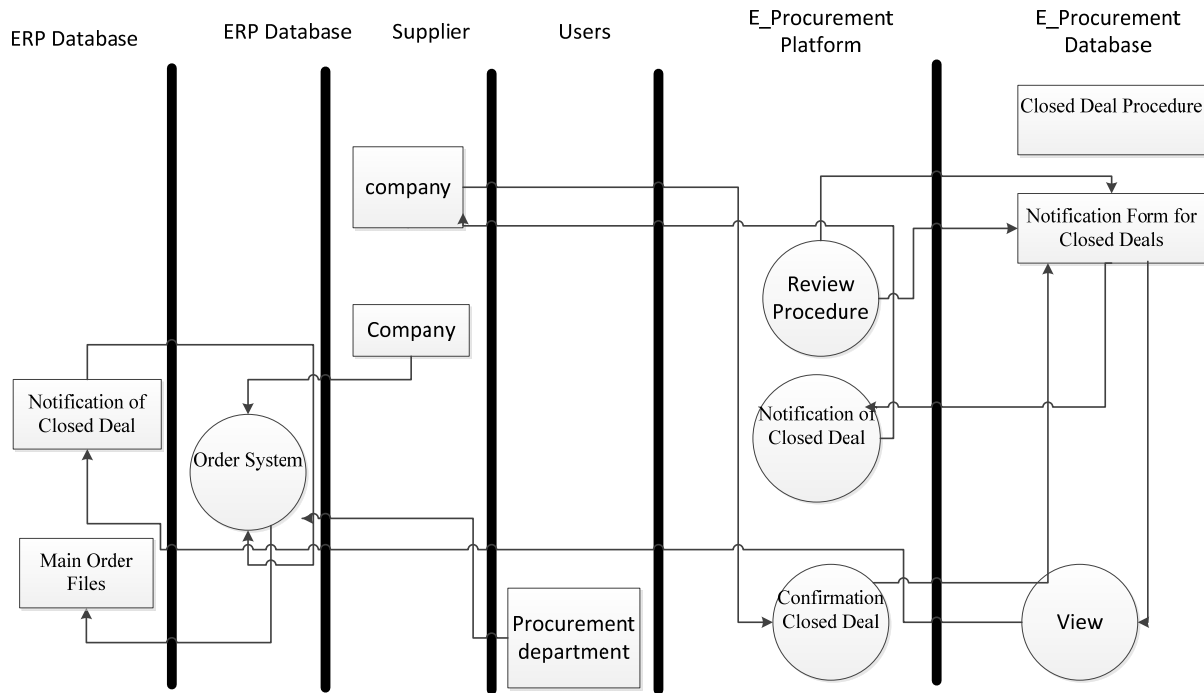 ERP Database
ERP Database
Supplier
Users
E_Procurement
Platform
E_Procurement
Database
Closed Deal Procedure
company
Notification Form for
Closed Deals
Review
Procedure
Company
Notification of
Closed Deal
Notification of
Closed Deal
Order System
Main Order
Files
Procurement
department
Confirmation
Closed Deal
View